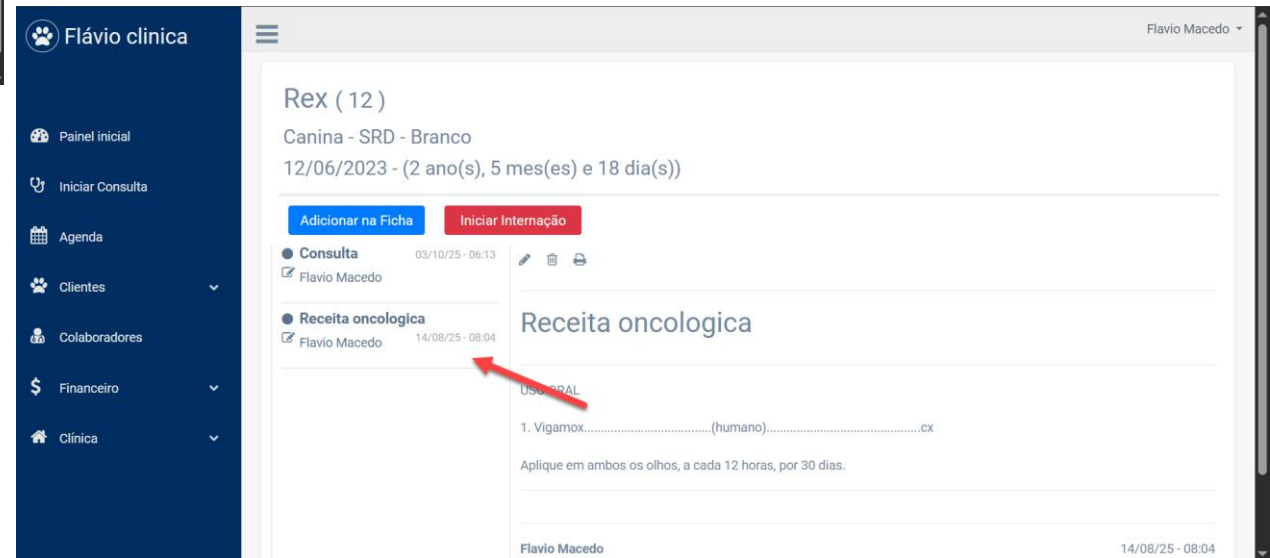 Flávio clinica
Flavio Macedo
Painel inicial
Iniciar Consulta
Agenda
Clientes
Colaboradores
Financeiro
Clínica
Rex ( 12 )
Canina - SRD - Branco
12/06/2023 - (2 ano(s), 5 mes(es) e 18 dia(s))
Adicionar na Ficha
Iniciar Internação
Consulta 03/10/25 - 06:13
Flavio Macedo
Receita oncologica
Flavio Macedo 14/08/25 - 08:04
Receita oncologica
USO ORAL
1. Vigamox......................................(humano)..............................................cx
Aplique em ambos os olhos, a cada 12 horas, por 30 dias.
Flavio Macedo 14/08/25 - 08:04